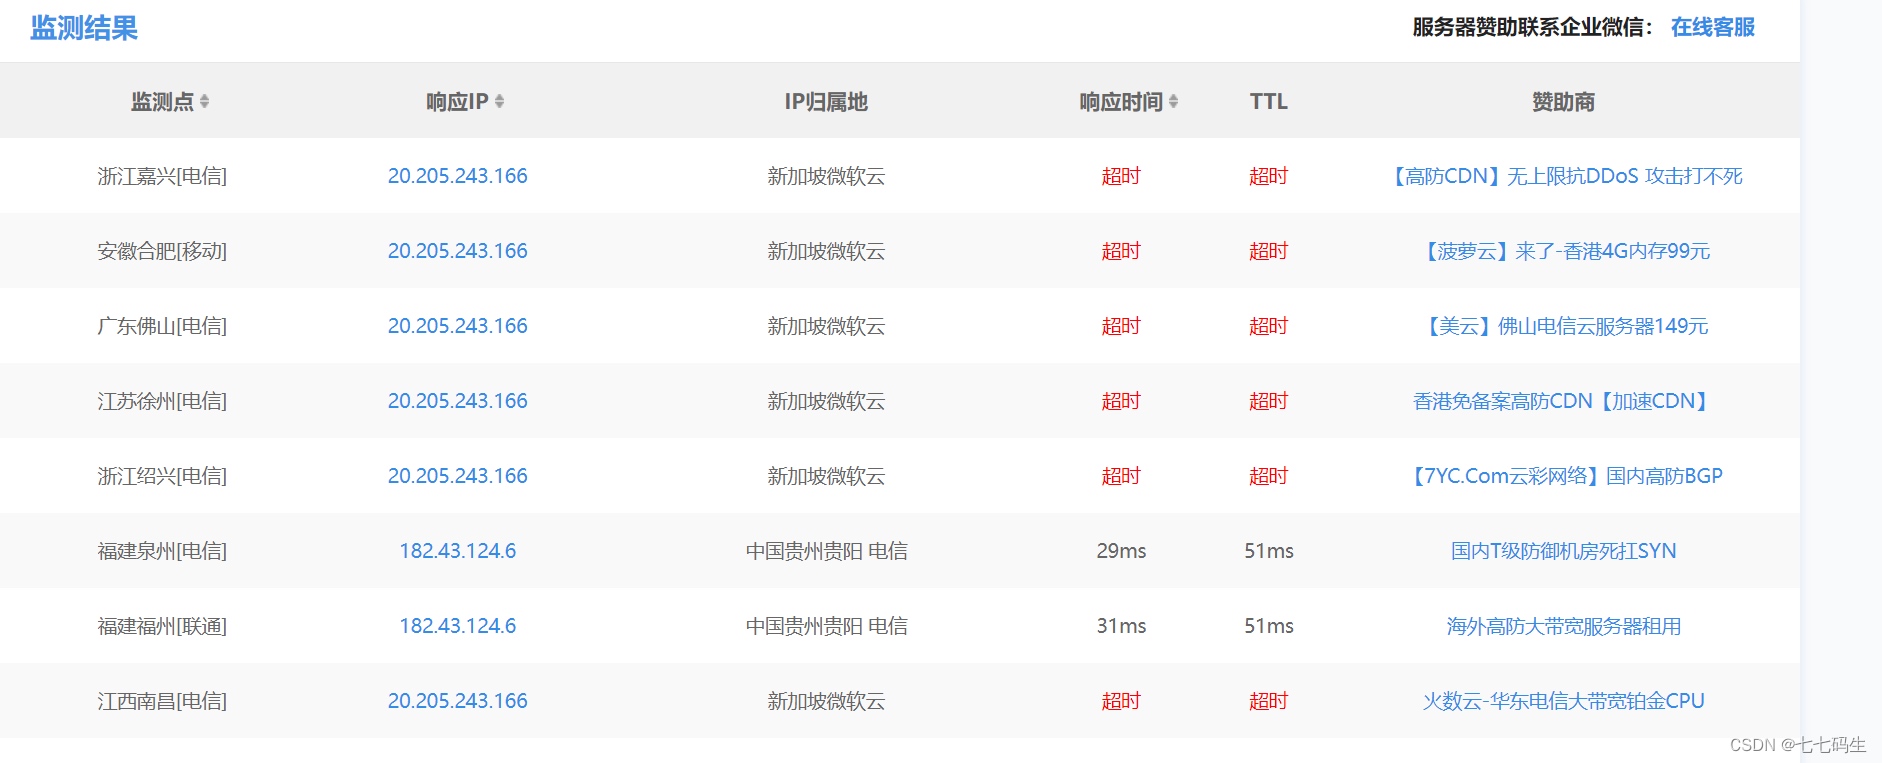 监测结果 服务器赞助联系企业微信： 在线客服
监测点 响应IP IP归属地 响应时间 TTL 赞助商
浙江嘉兴[电信] 20.205.243.166 新加坡微软云 超时 超时 【高防CDN】无上限抗DDoS 攻击打不死
安徽合肥[移动] 20.205.243.166 新加坡微软云 超时 超时 【菠萝云】来了-香港4G内存99元
广东佛山[电信] 20.205.243.166 新加坡微软云 超时 超时 【美云】佛山电信云服务器149元
江苏徐州[电信] 20.205.243.166 新加坡微软云 超时 超时 香港免备案高防CDN【加速CDN】
浙江绍兴[电信] 20.205.243.166 新加坡微软云 超时 超时 【7YC.Com云彩网络】国内高防BGP
福建泉州[电信] 182.43.124.6 中国贵州贵阳 电信 29ms 51ms 国内T级防御机房死扛SYN
福建福州[联通] 182.43.124.6 中国贵州贵阳 电信 31ms 51ms 海外高防大带宽服务器租用
江西南昌[电信] 20.205.243.166 新加坡微软云 超时 超时 火数云-华东电信大带宽铂金CPU
CSDN @七七码生